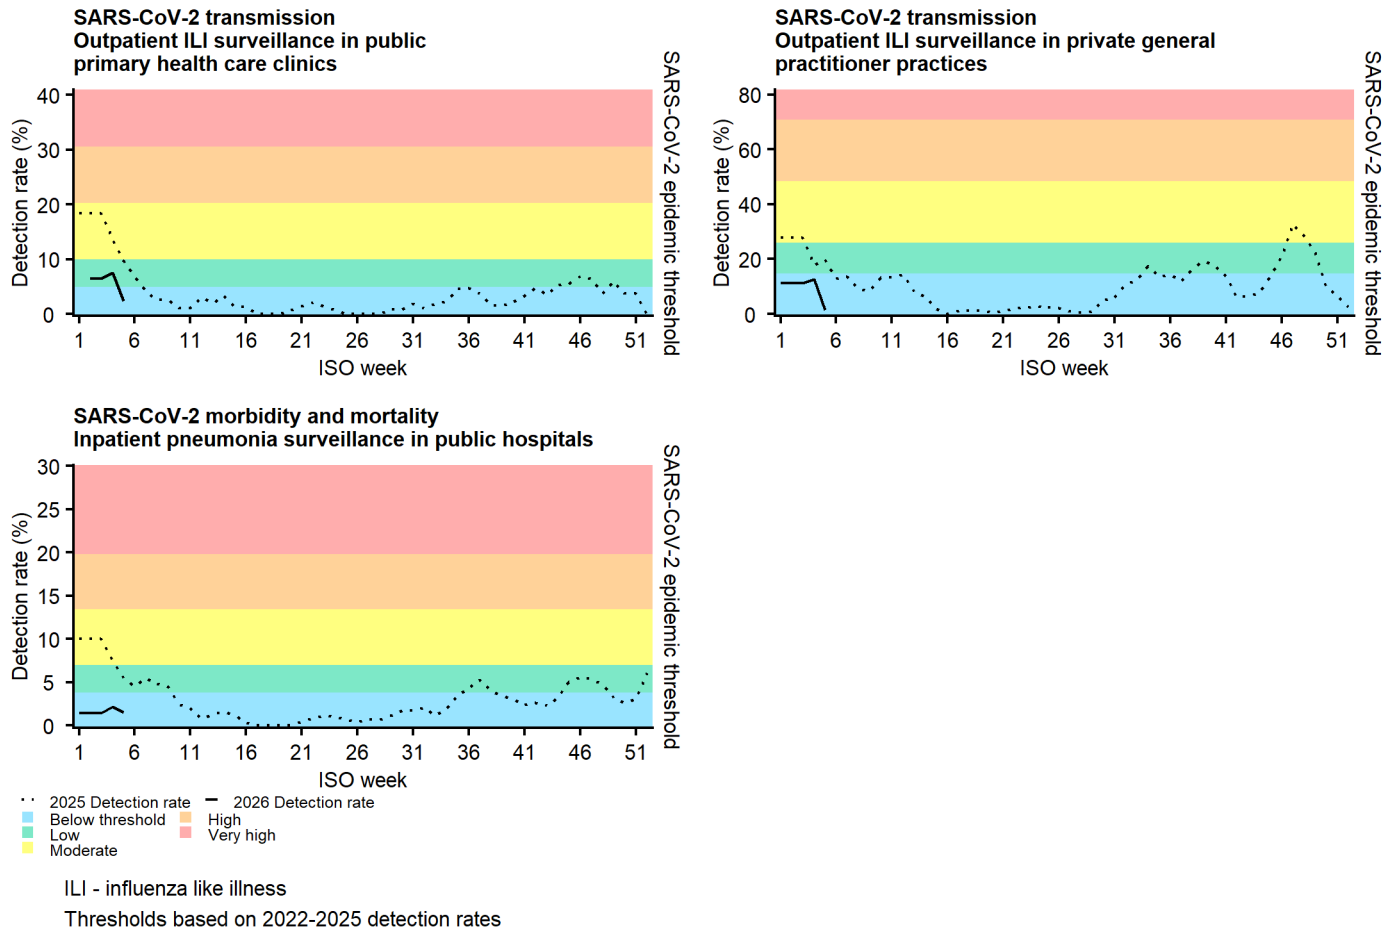 SARS-CoV-2 transmission
Outpatient ILI surveillance in public
primary health care clinics
Detection rate (%)
40
30
20
10
0
1 6 11 16 21 26 31 36 41 46 51
ISO week
SARS-CoV-2 epidemic threshold
SARS-CoV-2 transmission
Outpatient ILI surveillance in private general
practitioner practices
Detection rate (%)
80
60
40
20
0
1 6 11 16 21 26 31 36 41 46 51
ISO week
SARS-CoV-2 epidemic threshold
SARS-CoV-2 morbidity and mortality
Inpatient pneumonia surveillance in public hospitals
Detection rate (%)
30
25
20
15
10
5
0
1 6 11 16 21 26 31 36 41 46 51
ISO week
SARS-CoV-2 epidemic threshold
2025 Detection rate 2026 Detection rate
Below threshold High
Low Very high
Moderate
ILI - influenza like illness
Thresholds based on 2022-2025 detection rates